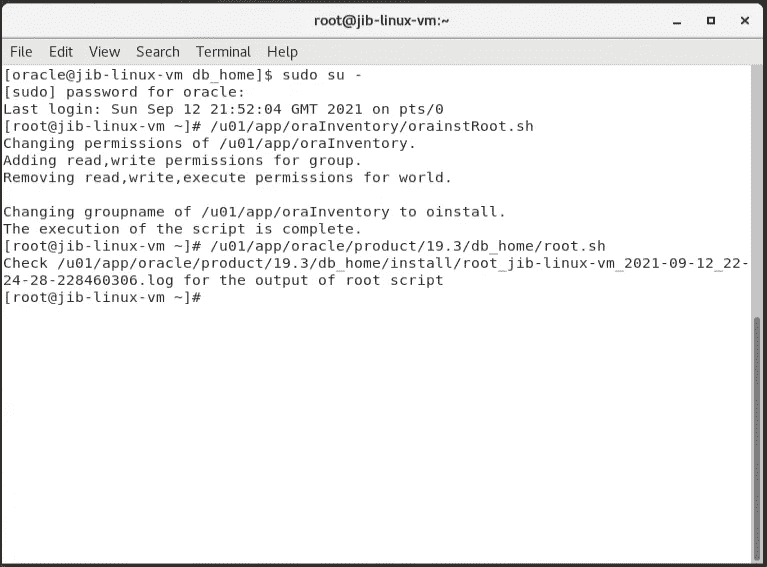 root@jib-linux-vm:~
File Edit View Search Terminal Help
[oracle@jib-linux-vm db_home]$ sudo su -
[sudo] password for oracle:
Last login: Sun Sep 12 21:52:04 GMT 2021 on pts/0
[root@jib-linux-vm ~]# /u01/app/oraInventory/orainstRoot.sh
Changing permissions of /u01/app/oraInventory.
Adding read,write permissions for group.
Removing read,write,execute permissions for world.

Changing groupname of /u01/app/oraInventory to oinstall.
The execution of the script is complete.
[root@jib-linux-vm ~]# /u01/app/oracle/product/19.3/db_home/root.sh
Check /u01/app/oracle/product/19.3/db_home/install/root_jib-linux-vm_2021-09-12_22-
24-28-228460306.log for the output of root script
[root@jib-linux-vm ~]#